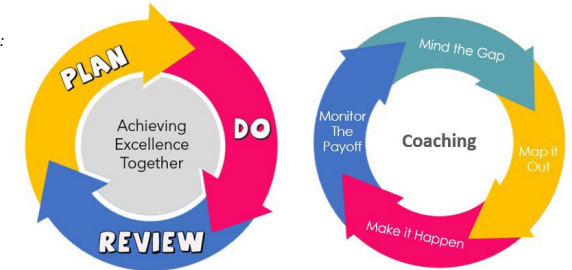 :
PLAN
DO
REVIEW
Achieving
Excellence
Together
Mind the Gap
Map it
Out
Make it Happen
Monitor
The
Payoff
Coaching